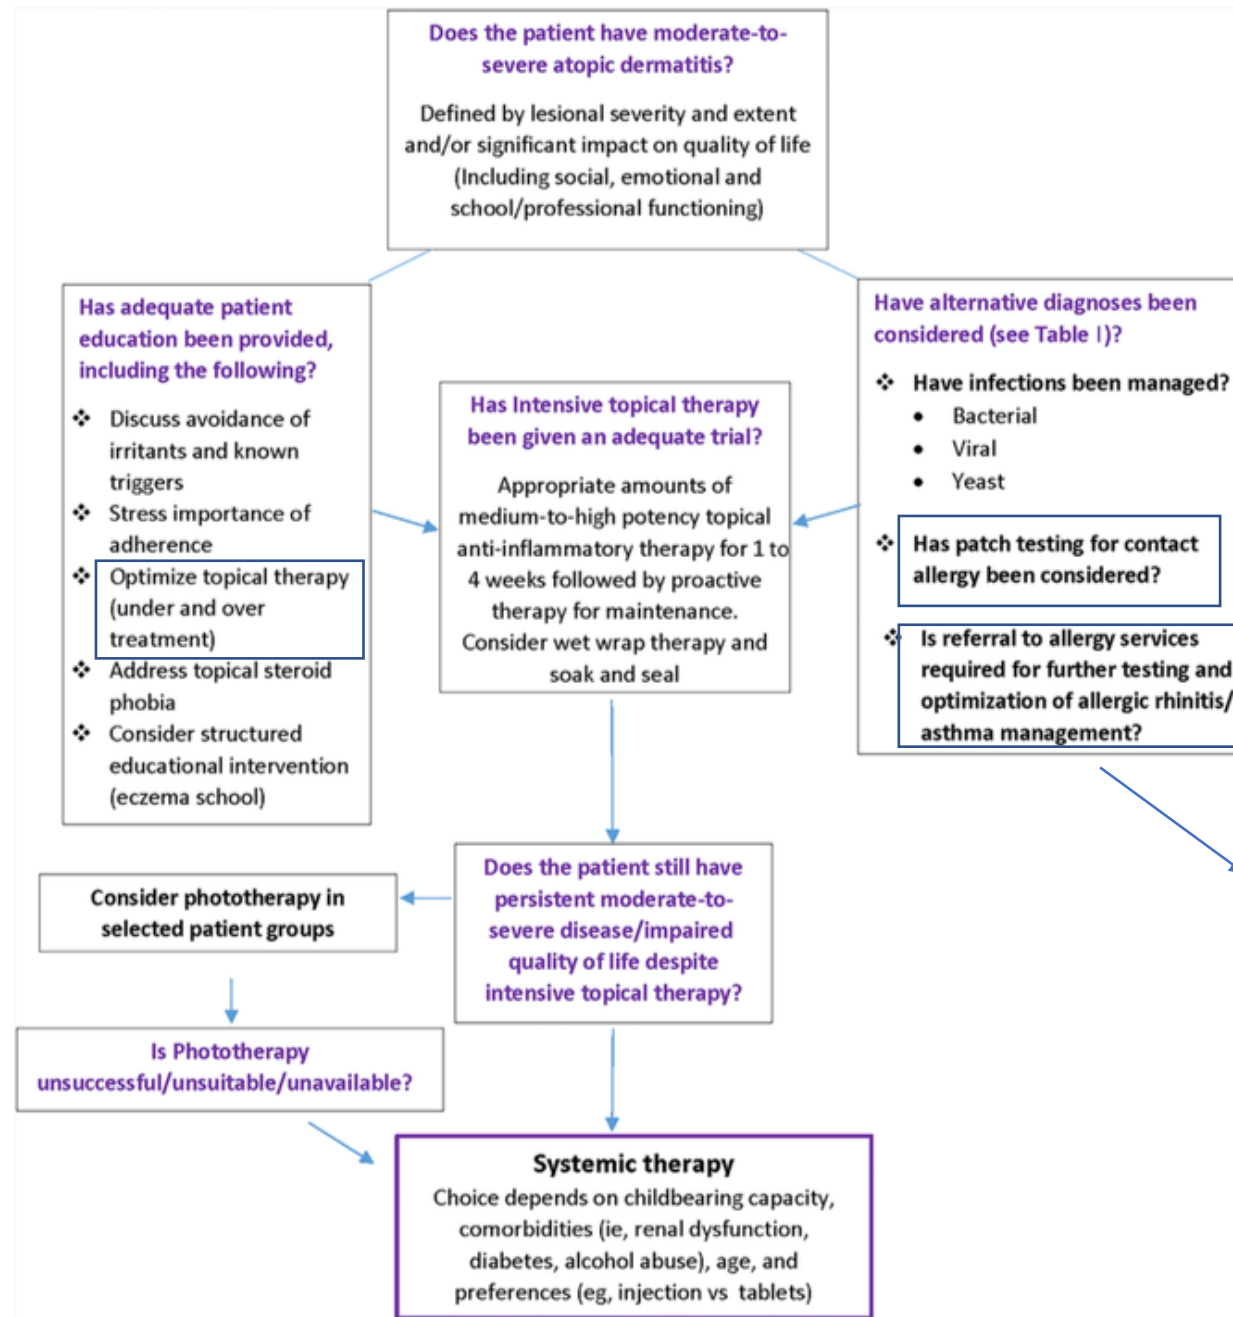 Does the patient have moderate-to-
severe atopic dermatitis?
Defined by lesional severity and extent
and/or significant impact on quality of life
(Including social, emotional and
school/professional functioning)
Has adequate patient
education been provided,
including the following?
❖ Discuss avoidance of
irritants and known
triggers
❖ Stress importance of
adherence
❖ Optimize topical therapy
(under and over
treatment)
❖ Address topical steroid
phobia
❖ Consider structured
educational intervention
(eczema school)
Has Intensive topical therapy
been given an adequate trial?
Appropriate amounts of
medium-to-high potency topical
anti-inflammatory therapy for 1 to
4 weeks followed by proactive
therapy for maintenance.
Consider wet wrap therapy and
soak and seal
Have alternative diagnoses been
considered (see Table I)?
❖ Have infections been managed?
• Bacterial
• Viral
• Yeast
❖ Has patch testing for contact
allergy been considered?
❖ Is referral to allergy services
required for further testing and
optimization of allergic rhinitis/
asthma management?
Does the patient still have
persistent moderate-to-
severe disease/impaired
quality of life despite
intensive topical therapy?
Consider phototherapy in
selected patient groups
Is Phototherapy
unsuccessful/unsuitable/unavailable?
Systemic therapy
Choice depends on childbearing capacity,
comorbidities (ie, renal dysfunction,
diabetes, alcohol abuse), age, and
preferences (eg, injection vs tablets)